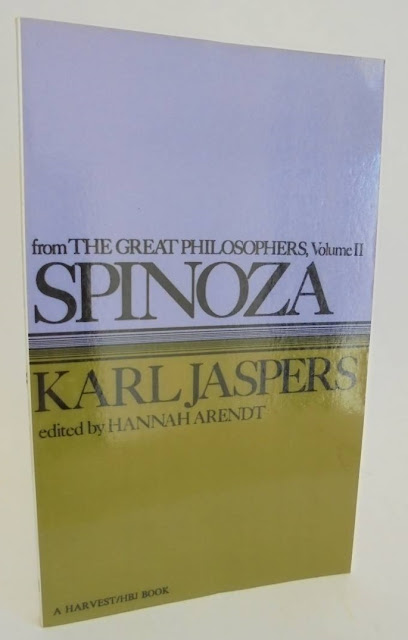 from THE GREAT PHILOSOPHERS, Volume II
SPINOZA
KARL JASPERS
edited by HANNAH ARENDT
A HARVEST/HBJ BOOK